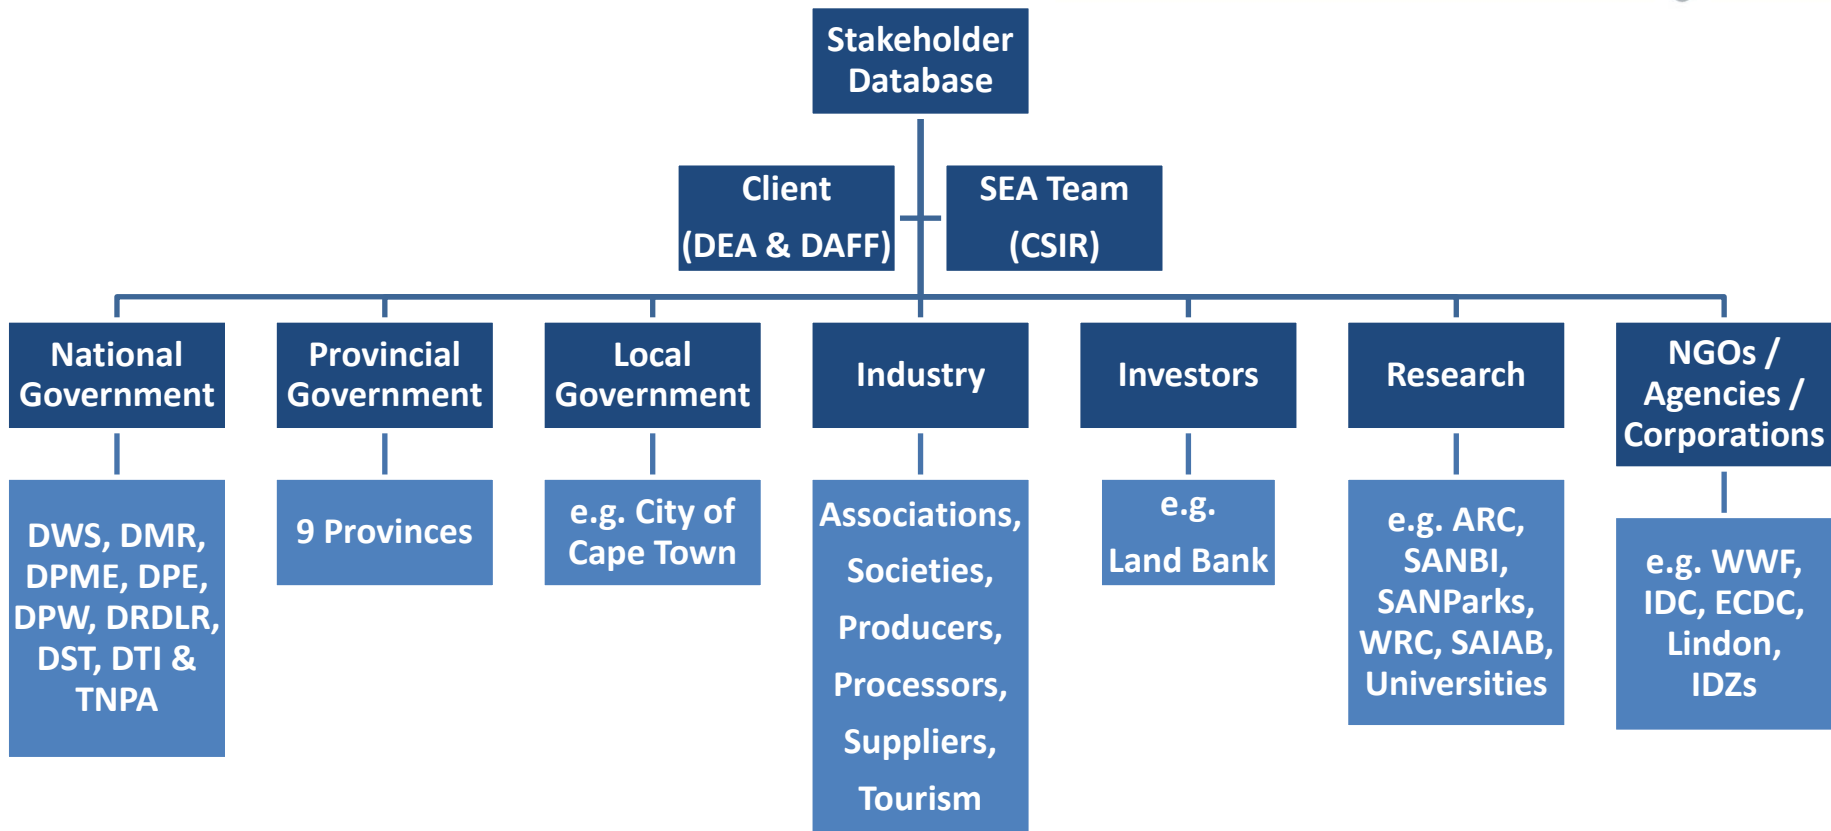 Stakeholder
Database
Client
(DEA & DAFF)
SEA Team
(CSIR)
National
Government
Provincial
Government
Local
Government
Industry
Investors
Research
NGOs /
Agencies /
Corporations
DWS, DMR,
DPME, DPE,
DPW, DRDLR,
DST, DTI &
TNPA
9 Provinces
e.g. City of
Cape Town
Associations,
Societies,
Producers,
Processors,
Suppliers,
Tourism
e.g.
Land Bank
e.g. ARC,
SANBI,
SANParks,
WRC, SAIAB,
Universities
e.g. WWF,
IDC, ECDC,
Lindon,
IDZs